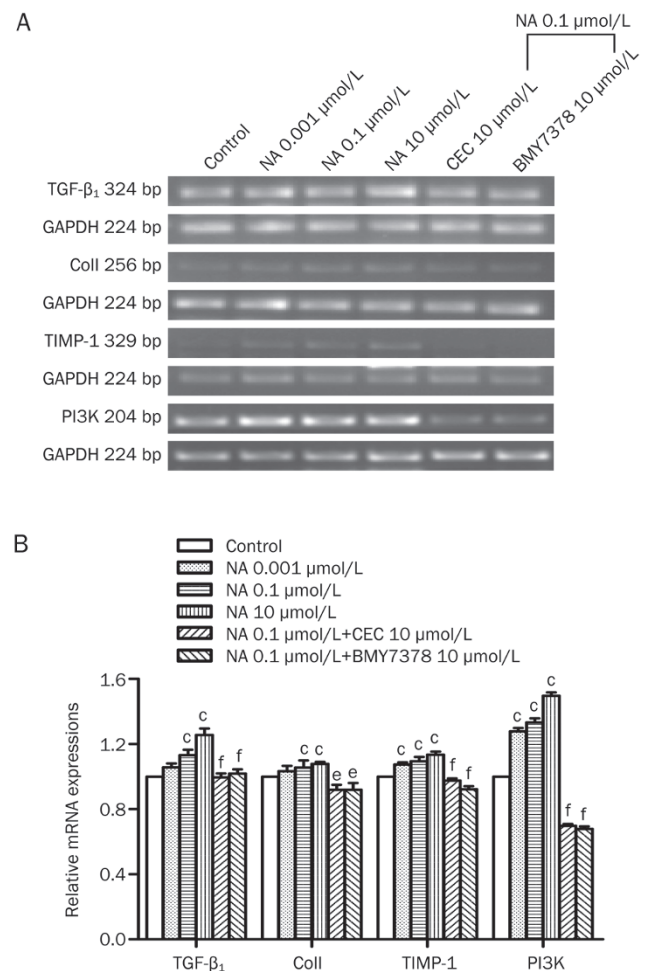 A
NA 0.1 µmol/L
Control
NA 0.001 µmol/L
NA 0.1 µmol/L
NA 10 µmol/L
CEC 10 µmol/L
BMY7378 10 µmol/L
TGF-β₁ 324 bp
GAPDH 224 bp
ColI 256 bp
GAPDH 224 bp
TIMP-1 329 bp
GAPDH 224 bp
PI3K 204 bp
GAPDH 224 bp
B
Control
NA 0.001 µmol/L
NA 0.1 µmol/L
NA 10 µmol/L
NA 0.1 µmol/L+CEC 10 µmol/L
NA 0.1 µmol/L+BMY7378 10 µmol/L
Relative mRNA expressions
1.6
1.2
0.8
0.4
0.0
c c f f
c c e e
c c c f f
c c c f f
TGF-β₁ ColI TIMP-1 PI3K